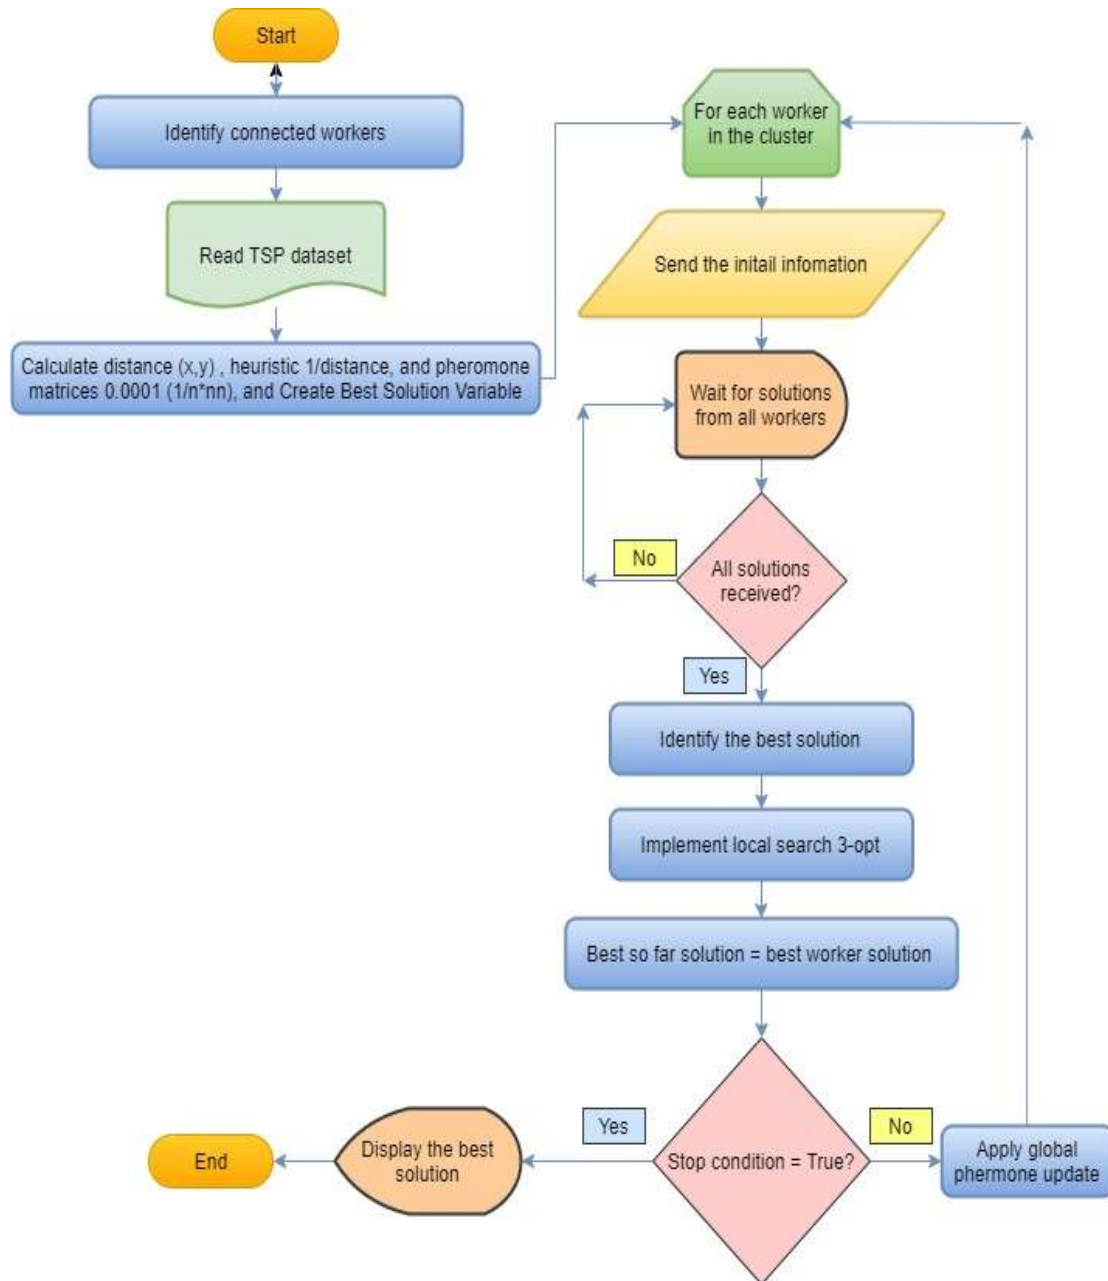 Start
Identify connected workers
Read TSP dataset
Calculate distance (x,y) , heuristic 1/distance, and pheromone
matrices 0.0001 (1/n*nn), and Create Best Solution Variable
For each worker
in the cluster
Send the initail infomation
Wait for solutions
from all workers
No
All solutions
received?
Yes
Identify the best solution
Implement local search 3-opt
Best so far solution = best worker solution
Stop condition = True?
Yes
No
Display the best
solution
End
Apply global
phermone update